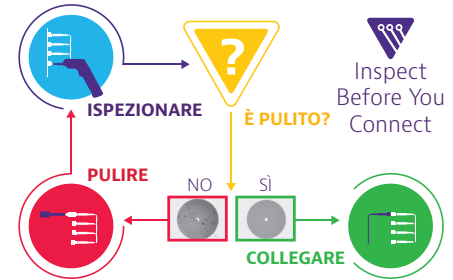 ?
Inspect
Before You
Connect
ISPEZIONARE
È PULITO?
PULIRE
NO
SÌ
COLLEGARE